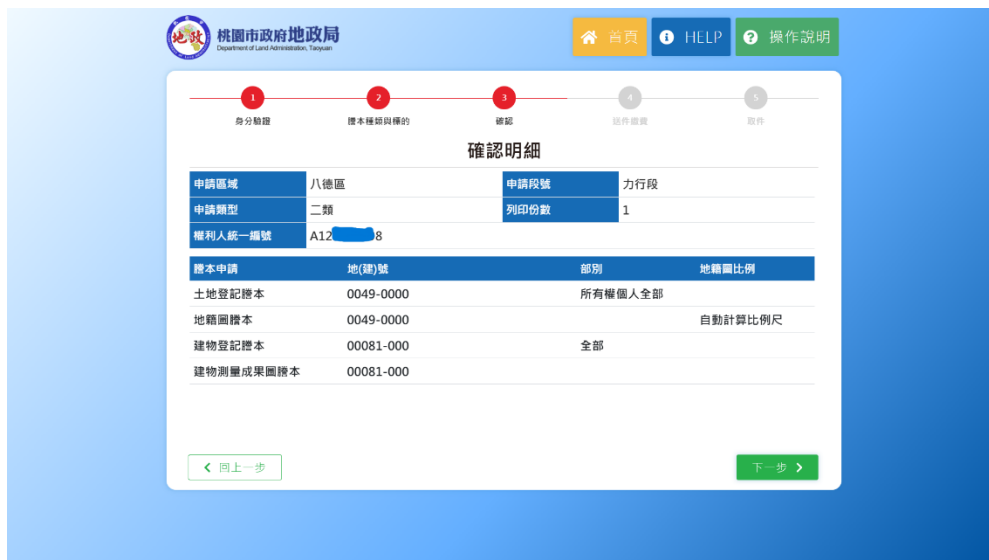 地政
桃園市政府地政局
Department of Land Administration, Taoyuan
首頁
HELP
操作說明
1 2 3 4 5
身分驗證 謄本種類與標的 確認 送件繳費 取件
確認明細
申請區域 八德區 申請段號 力行段
申請類型 二類 列印份數 1
權利人統一編號 A12 8
謄本申請 地(建)號 部別 地籍圖比例
土地登記謄本 0049-0000 所有權個人全部
地籍圖謄本 0049-0000 自動計算比例尺
建物登記謄本 00081-000 全部
建物測量成果圖謄本 00081-000
回上一步
下一步